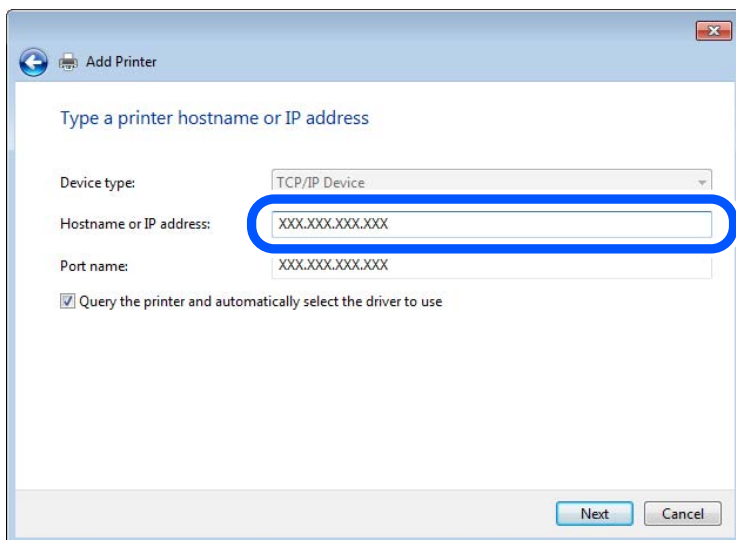 Add Printer
Type a printer hostname or IP address
Device type: TCP/IP Device
Hostname or IP address: XXX.XXX.XXX.XXX
Port name: XXX.XXX.XXX.XXX
Query the printer and automatically select the driver to use
Next Cancel